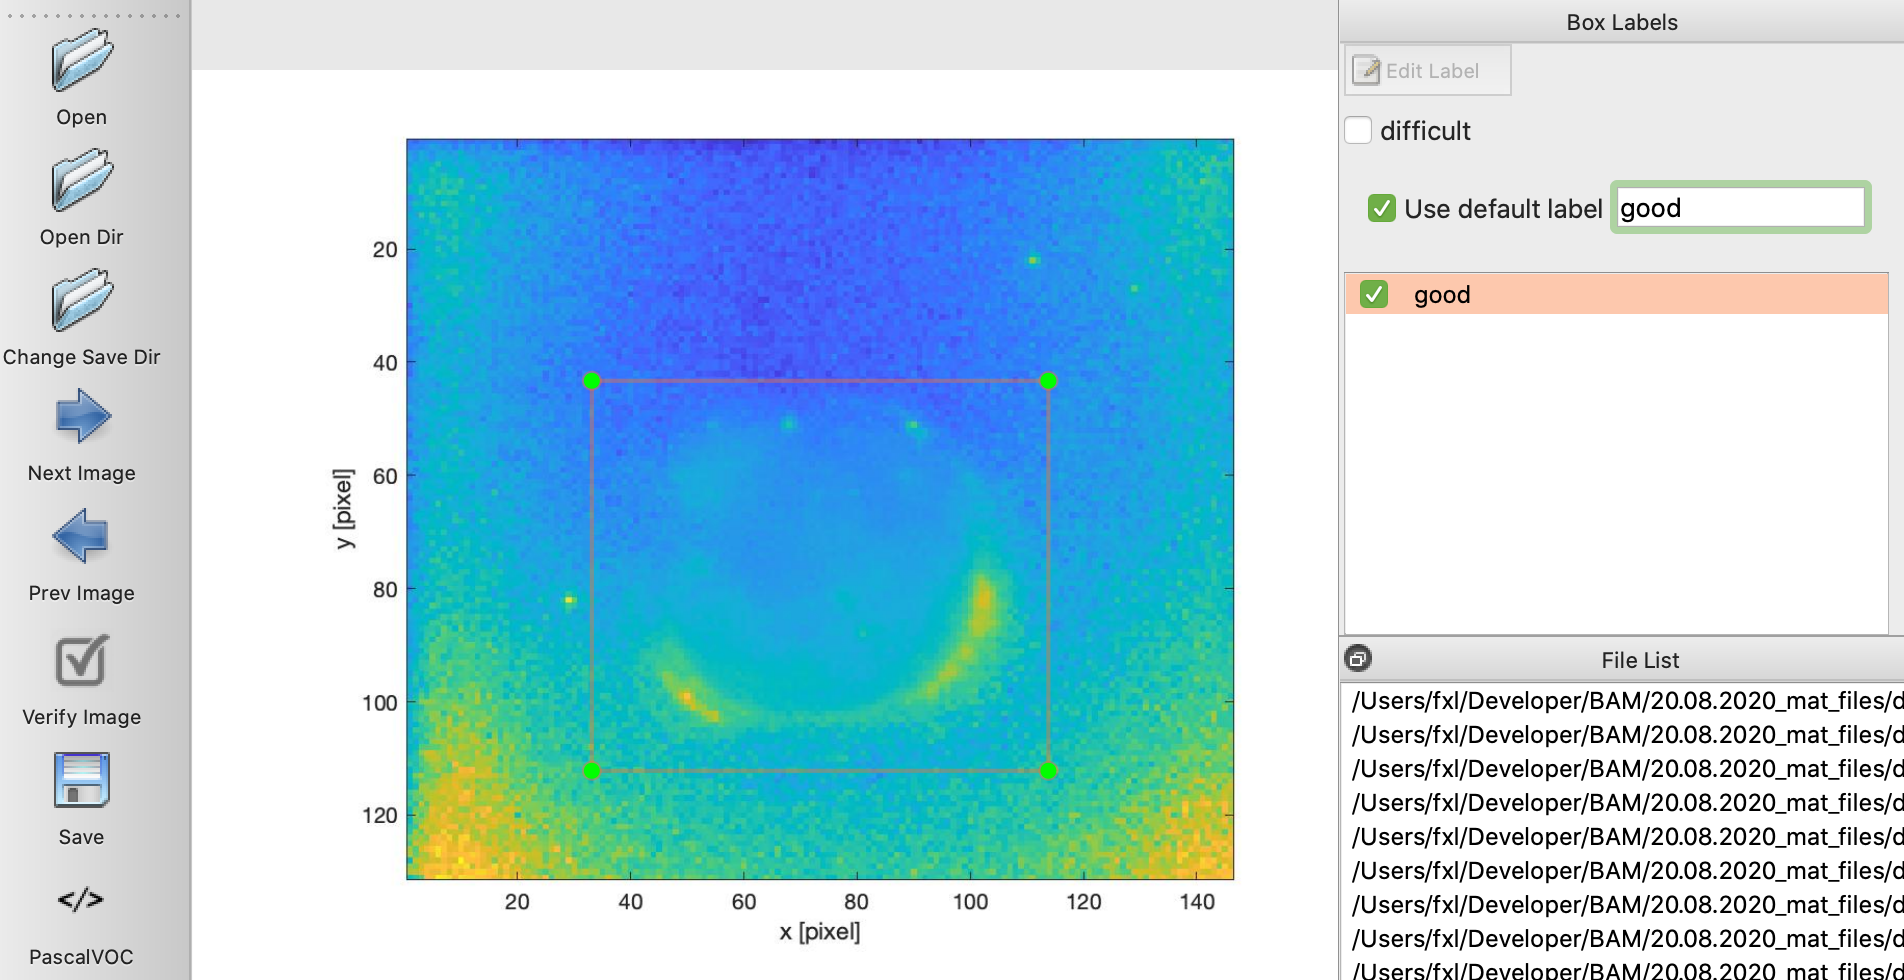 Open
Open Dir
Change Save Dir
Next Image
Prev Image
Verify Image
Save
</>
PascalVOC
20
40
60
80
100
120
y [pixel]
20 40 60 80 100 120 140
x [pixel]
Box Labels
Edit Label
difficult
Use default label good
good
File List
/Users/fxl/Developer/BAM/20.08.2020_mat_files/d
/Users/fxl/Developer/BAM/20.08.2020_mat_files/d
/Users/fxl/Developer/BAM/20.08.2020_mat_files/d
/Users/fxl/Developer/BAM/20.08.2020_mat_files/d
/Users/fxl/Developer/BAM/20.08.2020_mat_files/d
/Users/fxl/Developer/BAM/20.08.2020_mat_files/d
/Users/fxl/Developer/BAM/20.08.2020_mat_files/d
/Users/fxl/Developer/BAM/20.08.2020_mat_files/d
/Users/fxl/Developer/BAM/20.08.2020_mat_files/d